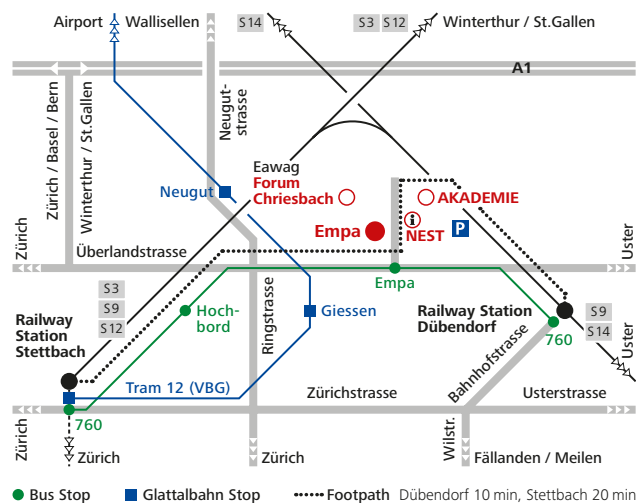 Airport
Wallisellen
S14
S3
S12
Winterthur / St.Gallen
A1
Zürich / Basel / Bern
Winterthur / St.Gallen
Neugut-
strasse
Eawag
Forum
Chriesbach
Neugut
AKADEMIE
Empa
i
NEST
P
Zürich
Überlandstrasse
Uster
Empa
S3
S9
S12
Hoch-
bord
Ringstrasse
Giessen
Railway Station
Dübendorf
S9
S14
Railway
Station
Stettbach
760
Uster
Bahnhofstrasse
Tram 12 (VBG)
Zürichstrasse
Usterstrasse
760
Zürich
Zürich
Zürich
Wilstr.
Fällanden / Meilen
Bus Stop
Glattalbahn Stop
Footpath Dübendorf 10 min, Stettbach 20 min